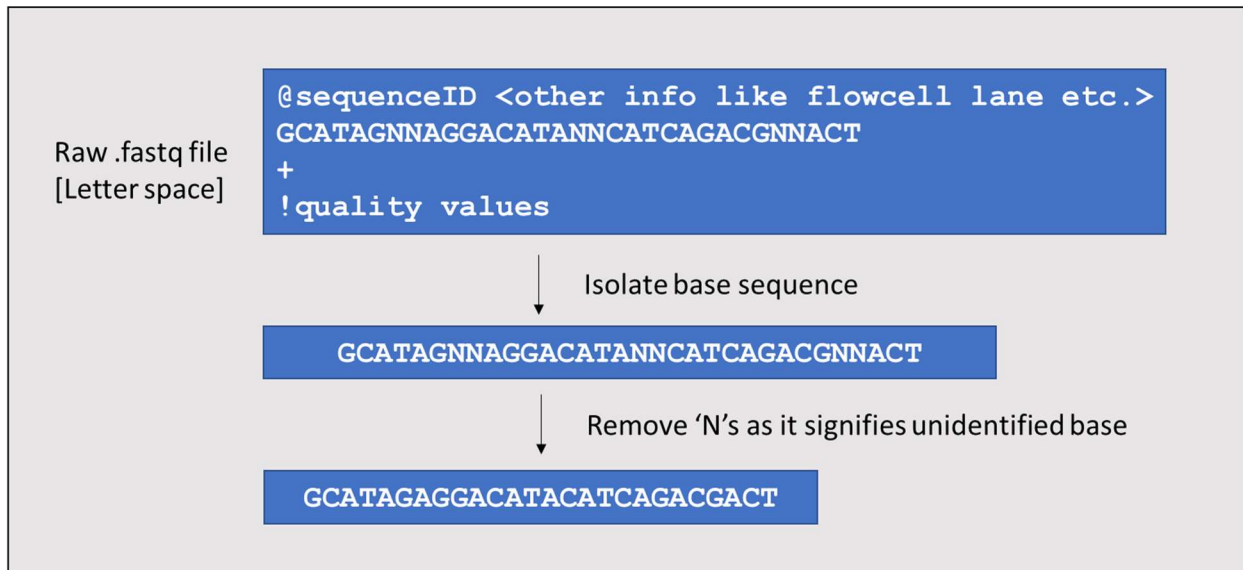 @sequenceID <other info like flowcell lane etc.>
GCATAGNNAGGACATANNCATCAGACGNNACT
+
!quality values
Raw .fastq file
[Letter space]
Isolate base sequence
GCATAGNNAGGACATANNCATCAGACGNNACT
Remove ‘N’s as it signifies unidentified base
GCATAGAGGACATACATCAGACGACT